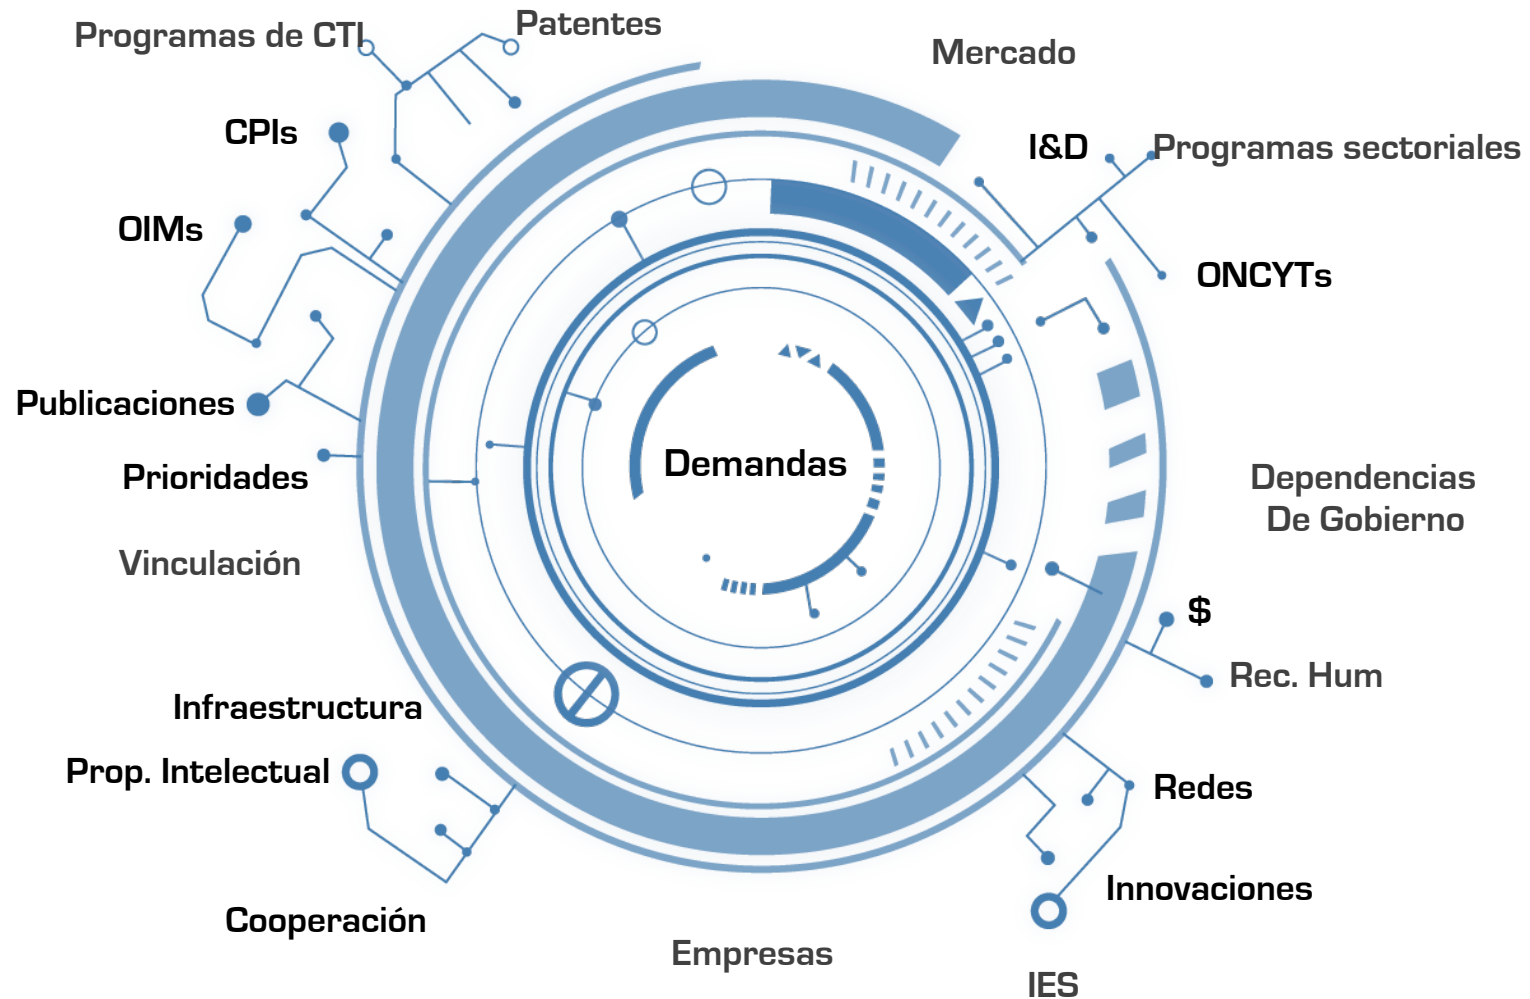 Programas de CTI
Patentes
Mercado
CPIs
I&D
Programas sectoriales
OIMs
ONCYTs
Publicaciones
Demandas
Prioridades
Dependencias
De Gobierno
Vinculación
$
Rec. Hum
Infraestructura
Prop. Intelectual
Redes
Innovaciones
Cooperación
Empresas
IES